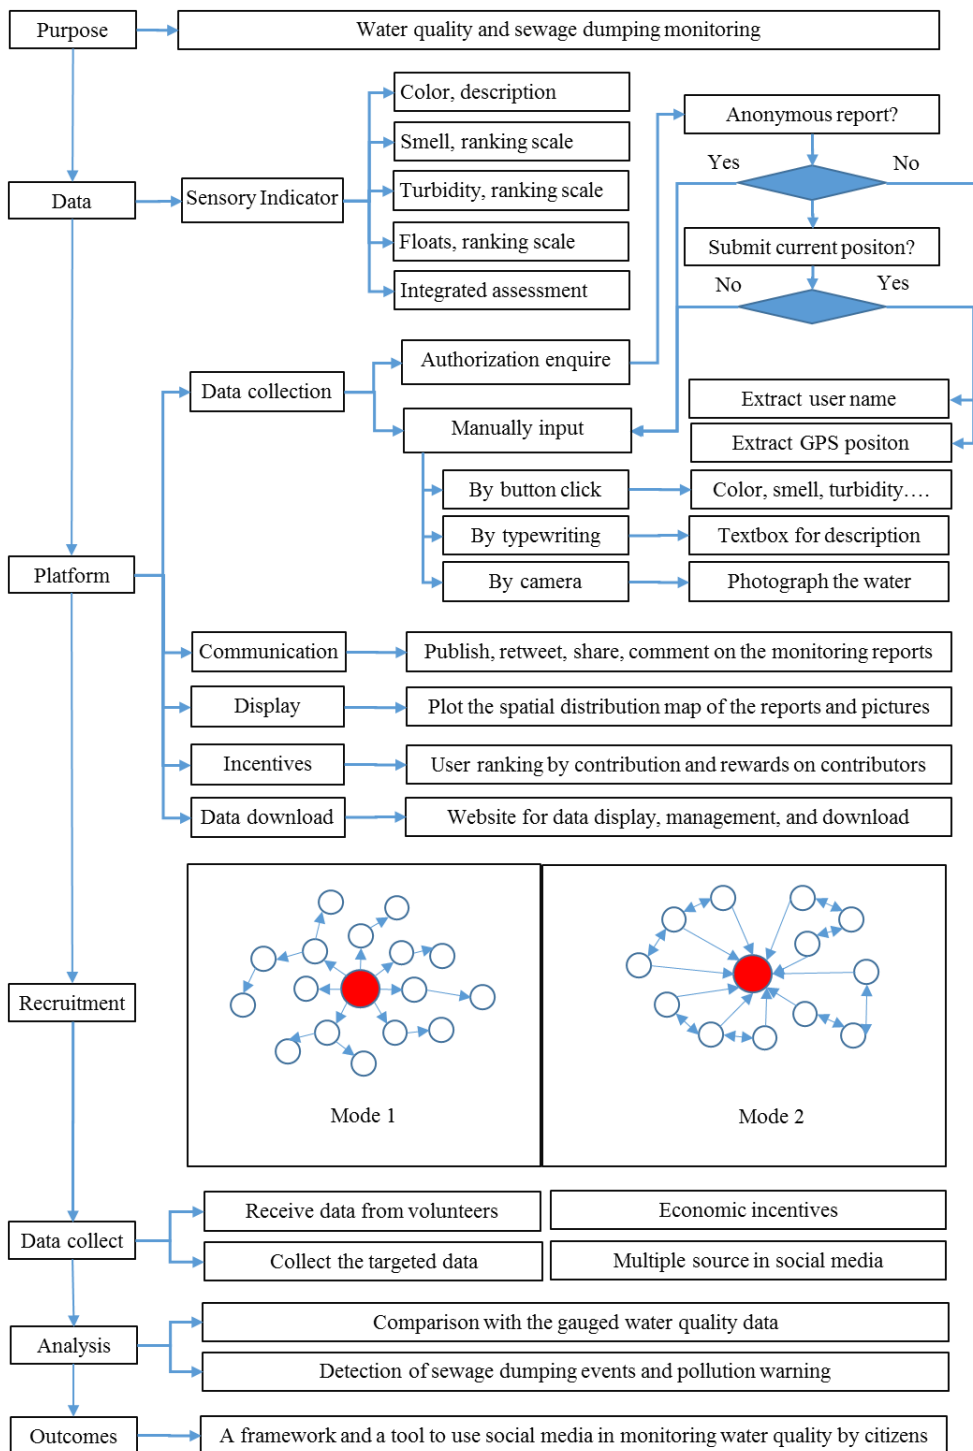 Purpose
Water quality and sewage dumping monitoring
Data
Sensory Indicator
Color, description
Smell, ranking scale
Turbidity, ranking scale
Floats, ranking scale
Integrated assessment
Anonymous report?
Yes
No
Submit current positon?
No
Yes
Extract user name
Extract GPS positon
Platform
Data collection
Authorization enquire
Manually input
By button click
Color, smell, turbidity….
By typewriting
Textbox for description
By camera
Photograph the water
Communication
Publish, retweet, share, comment on the monitoring reports
Display
Plot the spatial distribution map of the reports and pictures
Incentives
User ranking by contribution and rewards on contributors
Data download
Website for data display, management, and download
Recruitment
Mode 1
Mode 2
Data collect
Receive data from volunteers
Economic incentives
Collect the targeted data
Multiple source in social media
Analysis
Comparison with the gauged water quality data
Detection of sewage dumping events and pollution warning
Outcomes
A framework and a tool to use social media in monitoring water quality by citizens